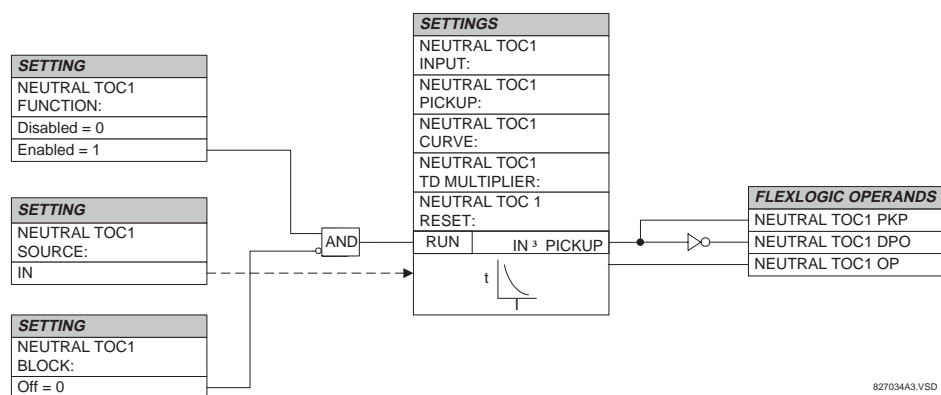 SETTING
NEUTRAL TOC1
FUNCTION:
Disabled = 0
Enabled = 1
SETTING
NEUTRAL TOC1
SOURCE:
IN
SETTING
NEUTRAL TOC1
BLOCK:
Off = 0
AND
SETTINGS
NEUTRAL TOC1
INPUT:
NEUTRAL TOC1
PICKUP:
NEUTRAL TOC1
CURVE:
NEUTRAL TOC1
TD MULTIPLIER:
NEUTRAL TOC 1
RESET:
RUN
IN ³ PICKUP
t
I
FLEXLOGIC OPERANDS
NEUTRAL TOC1 PKP
NEUTRAL TOC1 DPO
NEUTRAL TOC1 OP
827034A3.VSD